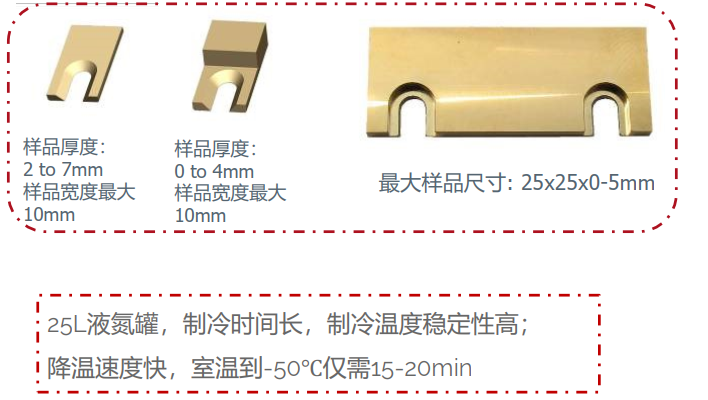 样品厚度：
2 to 7mm
样品宽度最大
10mm
样品厚度：
0 to 4mm
样品宽度最大
10mm
最大样品尺寸: 25x25x0-5mm
25L液氮罐，制冷时间长，制冷温度稳定性高；
降温速度快，室温到-50℃仅需15-20min